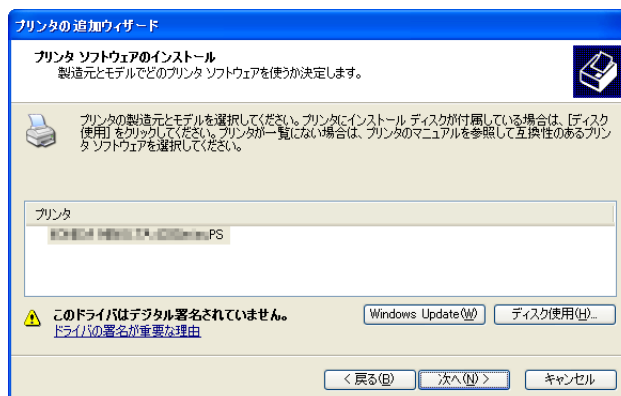 プリンタの追加ウィザード
プリンタ ソフトウェアのインストール
製造元とモデルでどのプリンタ ソフトウェアを使うか決定します。
プリンタの製造元とモデルを選択してください。プリンタにインストール ディスクが付属している場合は、[ディスク
使用] をクリックしてください。プリンタが一覧にない場合は、プリンタのマニュアルを参照して互換性のあるプリン
タ ソフトウェアを選択してください。
プリンタ
PS
このドライバはデジタル署名されていません。
ドライバの署名が重要な理由
Windows Update(W)
ディスク使用(H)...
< 戻る(B)
次へ(N) >
キャンセル